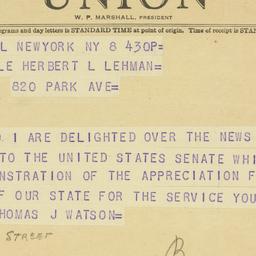 UNION
W. P. MARSHALL, PRESIDENT
grams and day letters is STANDARD TIME at point of origin. Time of receipt is STAN
L NEWYORK NY 8 430P=
LE HERBERT L LEHMAN=
820 PARK AVE=
I ARE DELIGHTED OVER THE NEWS
TO THE UNITED STATES SENATE WHI
NSTRATION OF THE APPRECIATION F
F OUR STATE FOR THE SERVICE YOU
THOMAS J WATSON=
STREET